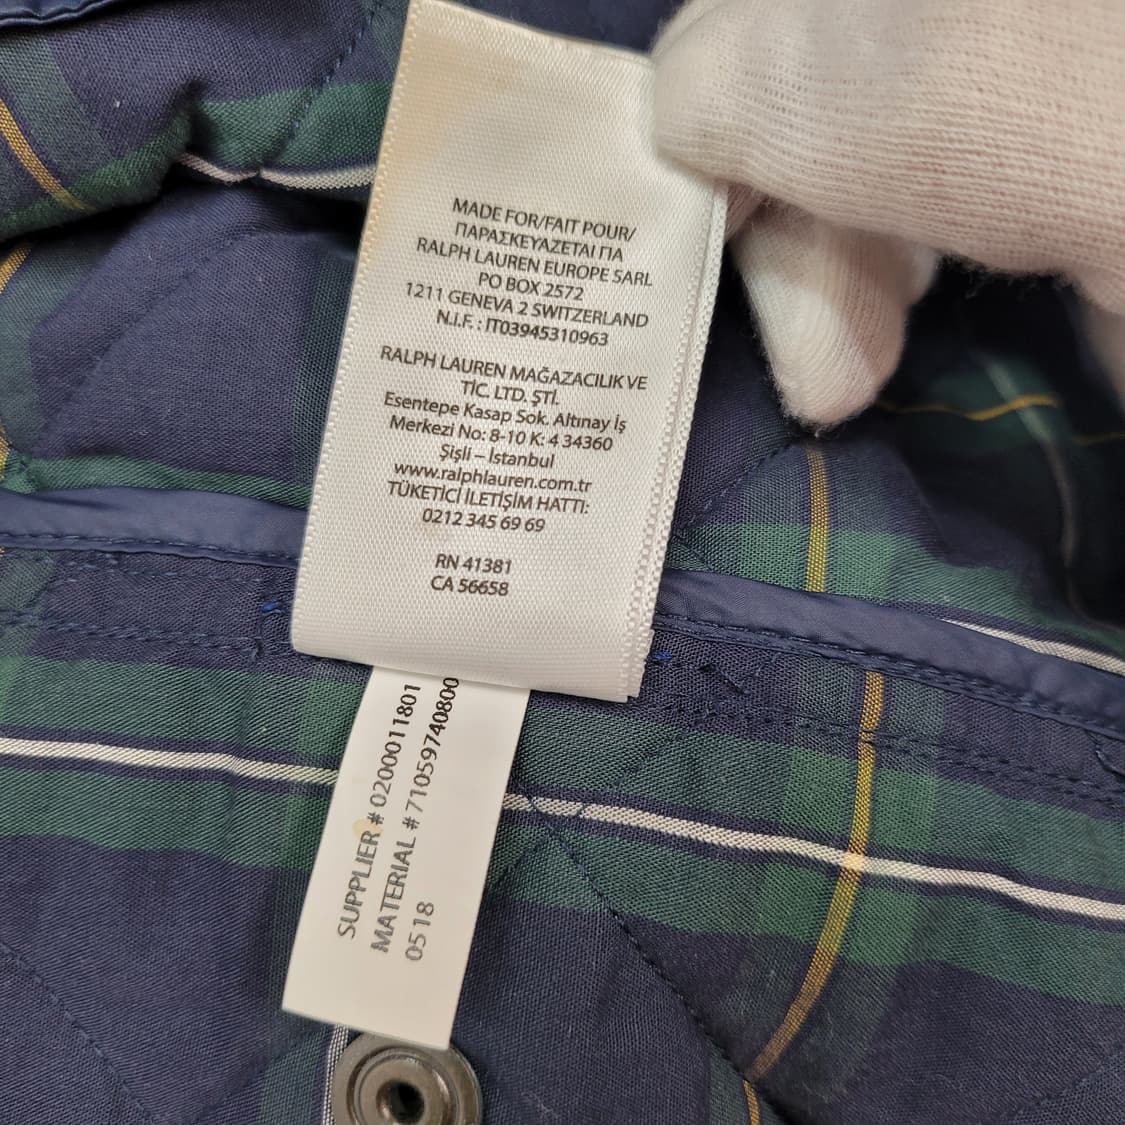 MADE FOR/FAIT POUR/
ΠΑΡΑΣΚΕΥΑΖΕΤΑΙ ΓΙΑ
RALPH LAUREN EUROPE SARL
PO BOX 2572
1211 GENEVA 2 SWITZERLAND
N.I.F. : IT03945310963
RALPH LAUREN MAĞAZACILIK VE
TİC. LTD. ŞTİ.
Esentepe Kasap Sok. Altınay İş
Merkezi No: 8-10 K: 4 34360
Şişli – Istanbul
www.ralphlauren.com.tr
TÜKETİCİ İLETİŞİM HATTI:
0212 345 69 69
RN 41381
CA 56658
SUPPLIER # 0200011801
MATERIAL # 710597408​00
0518